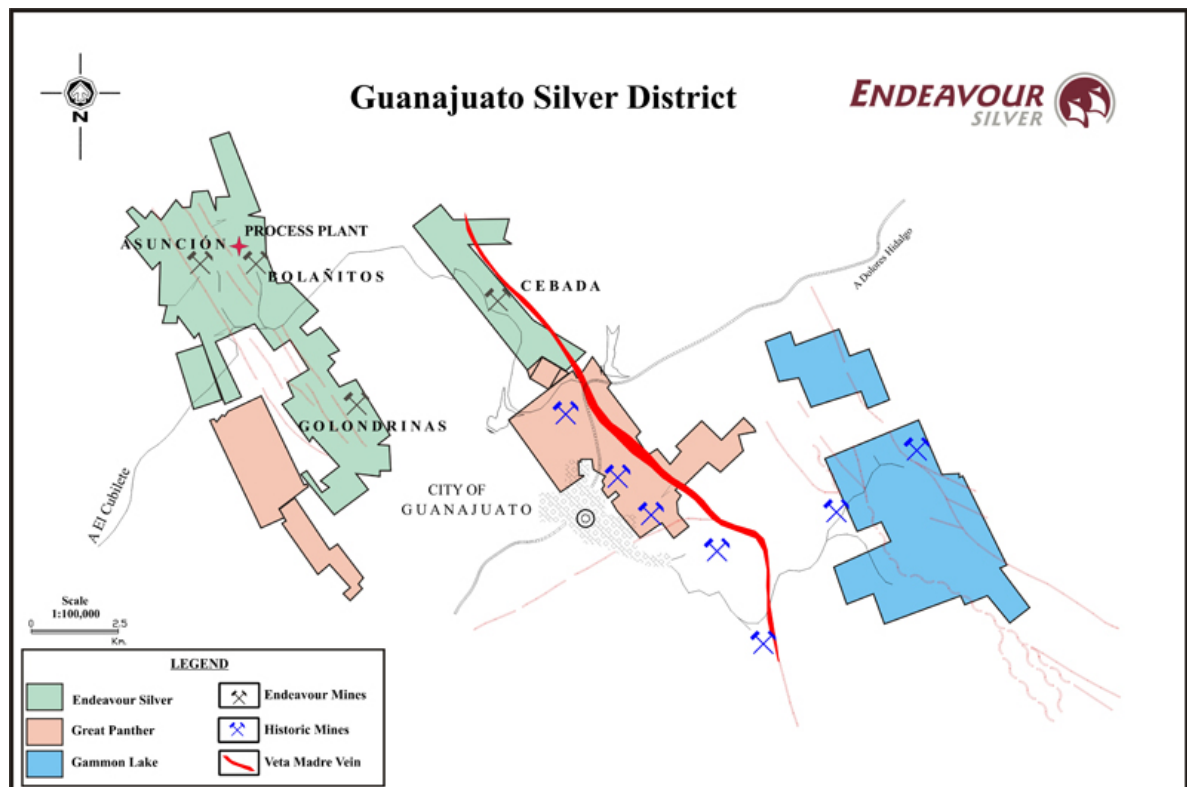 Guanajuato Silver District
ENDEAVOUR
SILVER
N
ASUNCIÓN
PROCESS PLANT
BOLAÑITOS
CEBADA
A Dolores Hidalgo
GOLONDRINAS
CITY OF
GUANAJUATO
A El Cubilete
Scale
1:100,000
0 2.5
Km.
LEGEND
Endeavour Silver
Endeavour Mines
Great Panther
Historic Mines
Gammon Lake
Veta Madre Vein